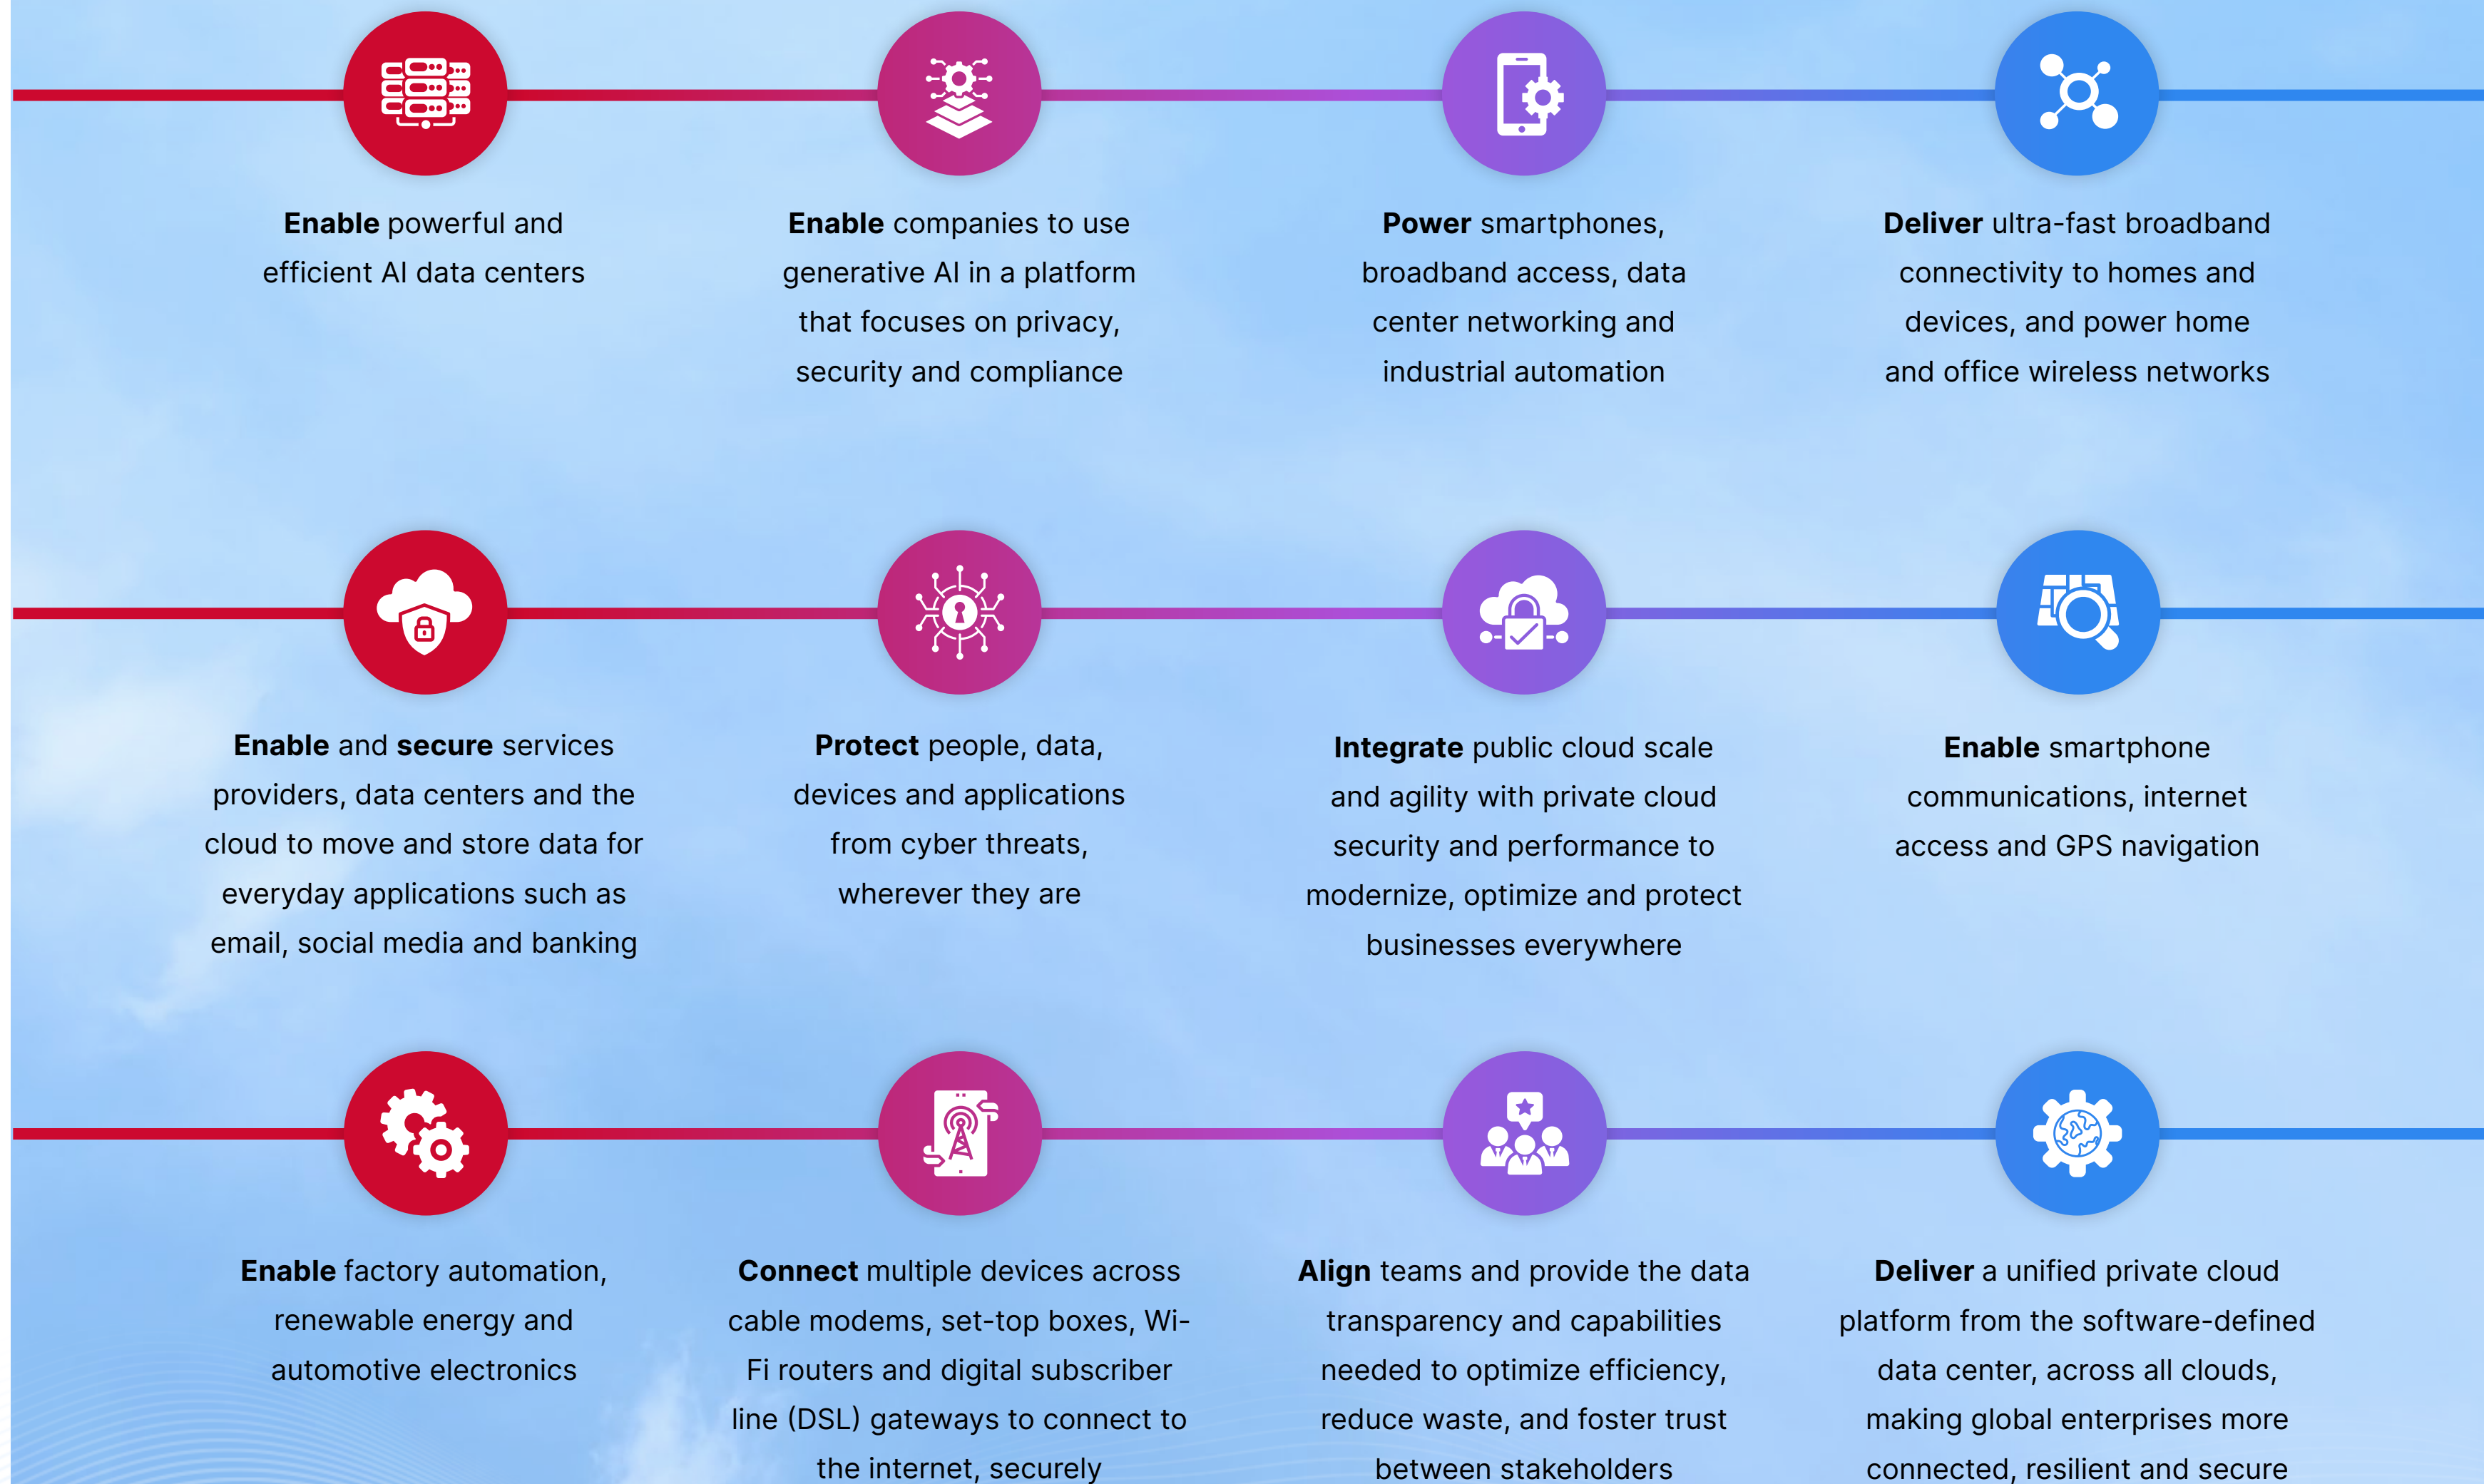 Enable powerful and
efficient AI data centers
Enable companies to use
generative AI in a platform
that focuses on privacy,
security and compliance
Power smartphones,
broadband access, data
center networking and
industrial automation
Deliver ultra-fast broadband
connectivity to homes and
devices, and power home
and office wireless networks
Enable and secure services
providers, data centers and the
cloud to move and store data for
everyday applications such as
email, social media and banking
Protect people, data,
devices and applications
from cyber threats,
wherever they are
Integrate public cloud scale
and agility with private cloud
security and performance to
modernize, optimize and protect
businesses everywhere
Enable smartphone
communications, internet
access and GPS navigation
Enable factory automation,
renewable energy and
automotive electronics
Connect multiple devices across
cable modems, set-top boxes, Wi-
Fi routers and digital subscriber
line (DSL) gateways to connect to
the internet, securely
Align teams and provide the data
transparency and capabilities
needed to optimize efficiency,
reduce waste, and foster trust
between stakeholders
Deliver a unified private cloud
platform from the software-defined
data center, across all clouds,
making global enterprises more
connected, resilient and secure